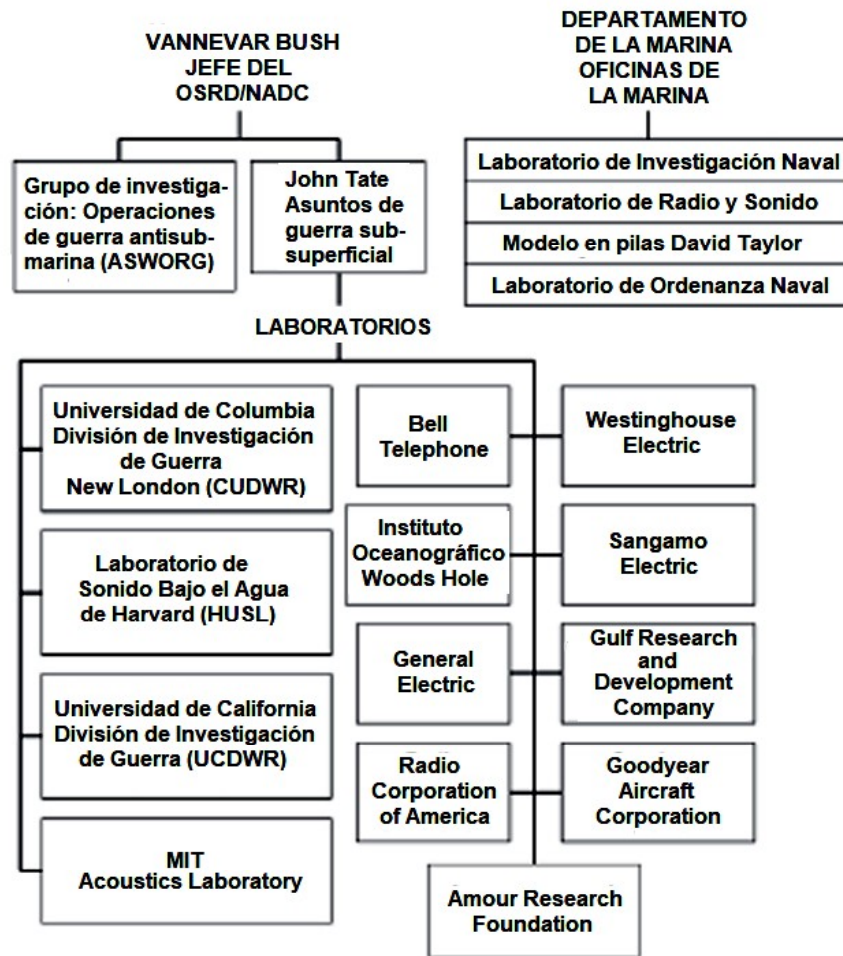 VANNEVAR BUSH
JEFE DEL
OSRD/NADC
DEPARTAMENTO
DE LA MARINA
OFICINAS DE
LA MARINA
Grupo de investiga-
ción: Operaciones
de guerra antisub-
marina (ASWORG)
John Tate
Asuntos de
guerra sub-
superficial
Laboratorio de Investigación Naval
Laboratorio de Radio y Sonido
Modelo en pilas David Taylor
Laboratorio de Ordenanza Naval
LABORATORIOS
Universidad de Columbia
División de Investigación
de Guerra
New London (CUDWR)
Laboratorio de
Sonido Bajo el Agua
de Harvard (HUSL)
Universidad de California
División de Investigación
de Guerra (UCDWR)
MIT
Acoustics Laboratory
Bell
Telephone
Westinghouse
Electric
Instituto
Oceanográfico
Woods Hole
Sangamo
Electric
General
Electric
Gulf Research
and
Development
Company
Radio
Corporation
of America
Goodyear
Aircraft
Corporation
Amour Research
Foundation